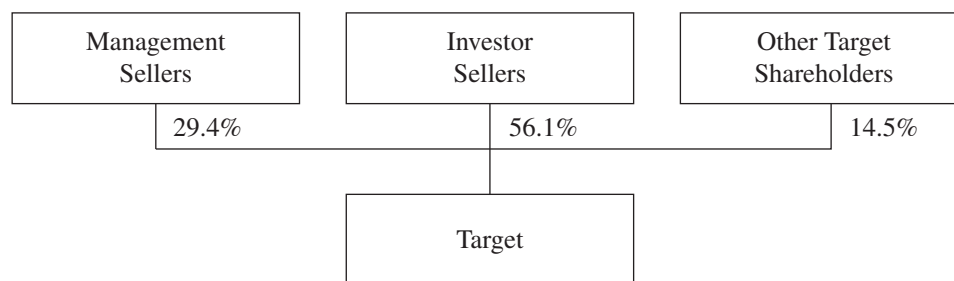 Management
Sellers
Investor
Sellers
Other Target
Shareholders
29.4%
56.1%
14.5%
Target